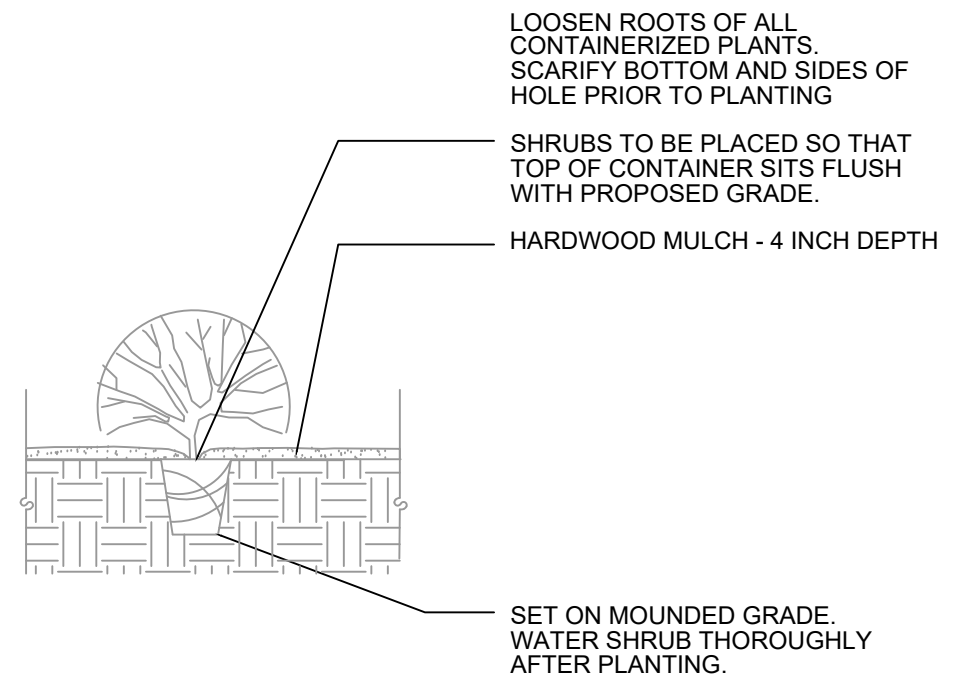 LOOSEN ROOTS OF ALL
CONTAINERIZED PLANTS.
SCARIFY BOTTOM AND SIDES OF
HOLE PRIOR TO PLANTING
SHRUBS TO BE PLACED SO THAT
TOP OF CONTAINER SITS FLUSH
WITH PROPOSED GRADE.
HARDWOOD MULCH - 4 INCH DEPTH
SET ON MOUNDED GRADE.
WATER SHRUB THOROUGHLY
AFTER PLANTING.